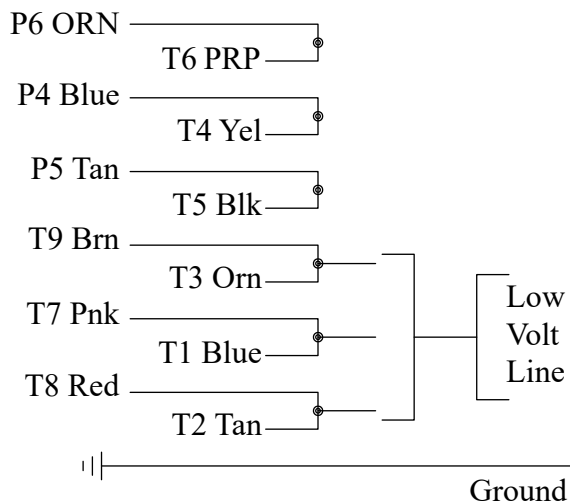 P6 ORN
T6 PRP
P4 Blue
T4 Yel
P5 Tan
T5 Blk
T9 Brn
T3 Orn
T7 Pnk
T1 Blue
T8 Red
T2 Tan
Low
Volt
Line
Ground